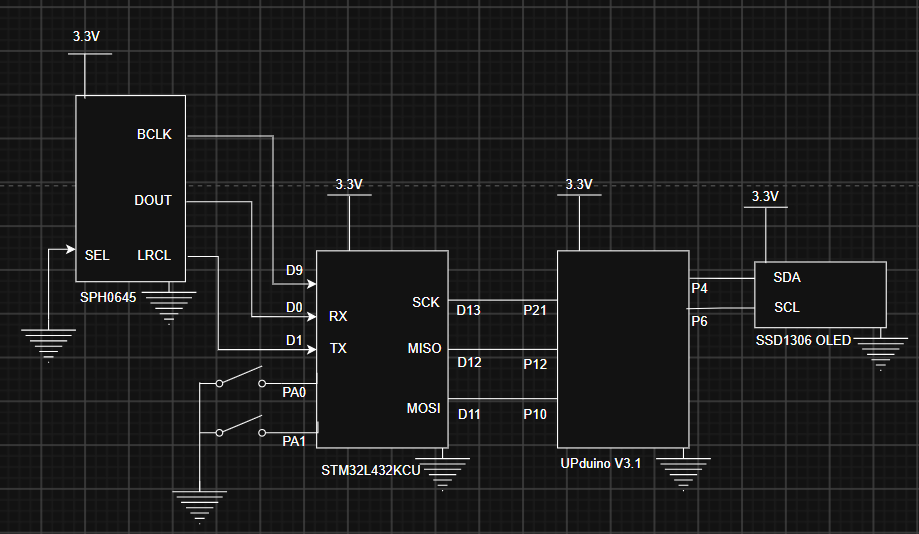 3.3V
BCLK
DOUT
SEL
LRCL
SPH0645
3.3V
D9
D0
RX
D1
TX
PA0
PA1
SCK
MISO
MOSI
STM32L432KCU
D13
D12
D11
3.3V
P21
P12
P10
UPduino V3.1
P4
P6
3.3V
SDA
SCL
SSD1306 OLED